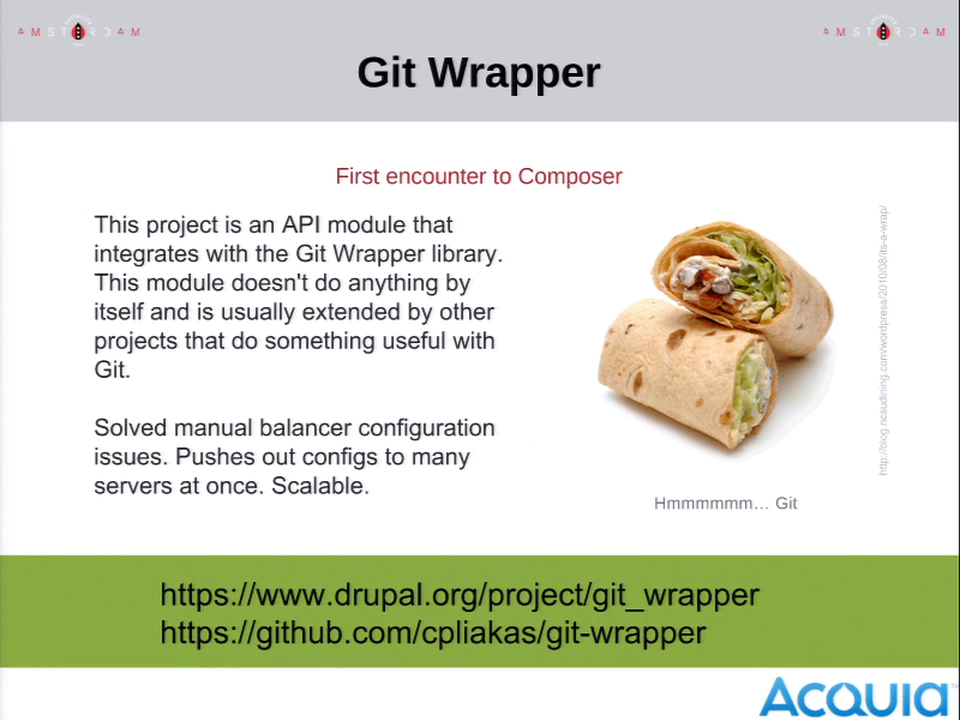 AMSTERDAM
AMSTERDAM
Git Wrapper
First encounter to Composer
This project is an API module that
integrates with the Git Wrapper library.
This module doesn't do anything by
itself and is usually extended by other
projects that do something useful with
Git.
Solved manual balancer configuration
issues. Pushes out configs to many
servers at once. Scalable.
http://blog.ncsudining.com/wordpress/2010/08/its-a-wrap/
Hmmmmmm… Git
https://www.drupal.org/project/git_wrapper
https://github.com/cpliakas/git-wrapper
Acquia